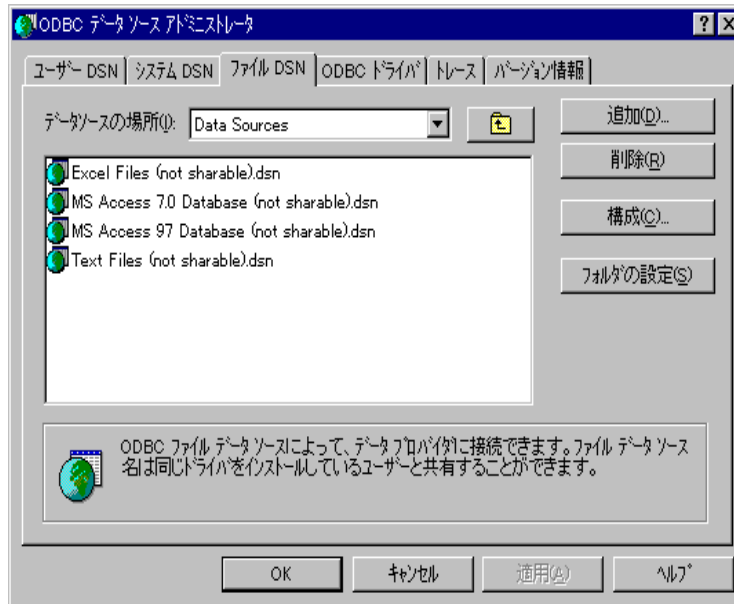 ODBC ﾃﾞｰﾀ ｿｰｽ ｱﾄﾞﾐﾆｽﾄﾚｰﾀ
ﾕｰｻﾞｰ DSN ｼｽﾃﾑ DSN ﾌｧｲﾙ DSN ODBC ﾄﾞﾗｲﾊﾞ ﾄﾚｰｽ ﾊﾞｰｼﾞｮﾝ情報
ﾃﾞｰﾀｿｰｽの場所(I): Data Sources
追加(D)...
Excel Files (not sharable).dsn
削除(R)
MS Access 7.0 Database (not sharable).dsn
MS Access 97 Database (not sharable).dsn
構成(C)...
Text Files (not sharable).dsn
ﾌｫﾙﾀﾞの設定(S)
ODBC ﾌｧｲﾙ ﾃﾞｰﾀ ｿｰｽによって、ﾃﾞｰﾀ ﾌﾟﾛﾊﾞｲﾀﾞに接続できます。ﾌｧｲﾙ ﾃﾞｰﾀ ｿｰｽ
名は同じﾄﾞﾗｲﾊﾞをｲﾝｽﾄｰﾙしているﾕｰｻﾞｰと共有することができます。
OK ｷｬﾝｾﾙ 適用(A) ﾍﾙﾌﾟ